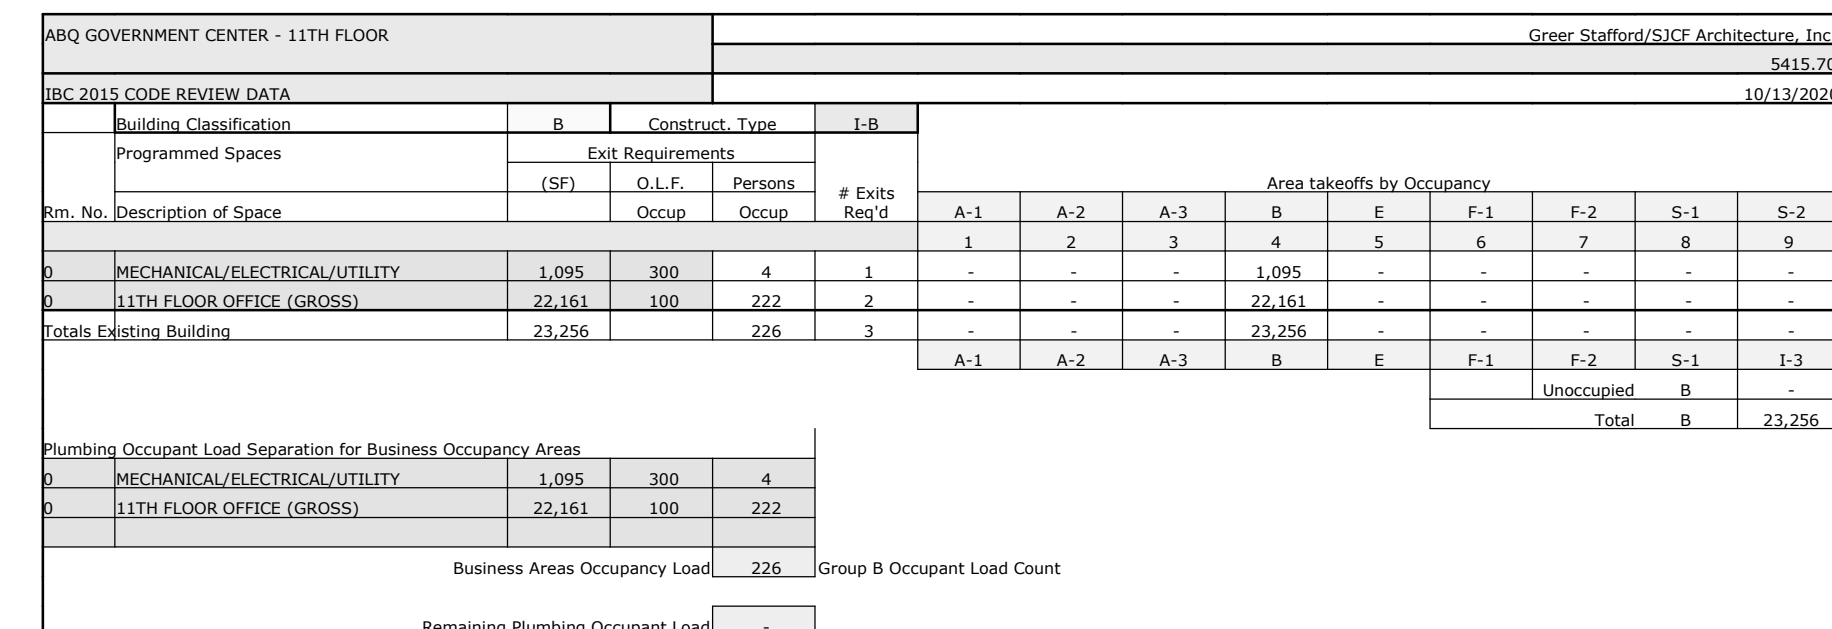 ABQ GOVERNMENT CENTER - 11TH FLOOR Greer Stafford/SJCF Architecture, Inc
5415.70
IBC 2015 CODE REVIEW DATA 10/13/2020
Building Classification B Construct. Type I-B
Programmed Spaces Exit Requirements
(SF) O.L.F. Persons # Exits Area takeoffs by Occupancy
Rm. No. Description of Space Occup Occup Req'd A-1 A-2 A-3 B E F-1 F-2 S-1 S-2
1 2 3 4 5 6 7 8 9
0 MECHANICAL/ELECTRICAL/UTILITY 1,095 300 4 1 - - - 1,095 - - - - -
0 11TH FLOOR OFFICE (GROSS) 22,161 100 222 2 - - - 22,161 - - - - -
Totals Existing Building 23,256 226 3 - - - 23,256 - - - - -
A-1 A-2 A-3 B E F-1 F-2 S-1 I-3
Unoccupied B -
Total B 23,256
Plumbing Occupant Load Separation for Business Occupancy Areas
0 MECHANICAL/ELECTRICAL/UTILITY 1,095 300 4
0 11TH FLOOR OFFICE (GROSS) 22,161 100 222
Business Areas Occupancy Load 226 Group B Occupant Load Count
Remaining Plumbing Occupant Load -